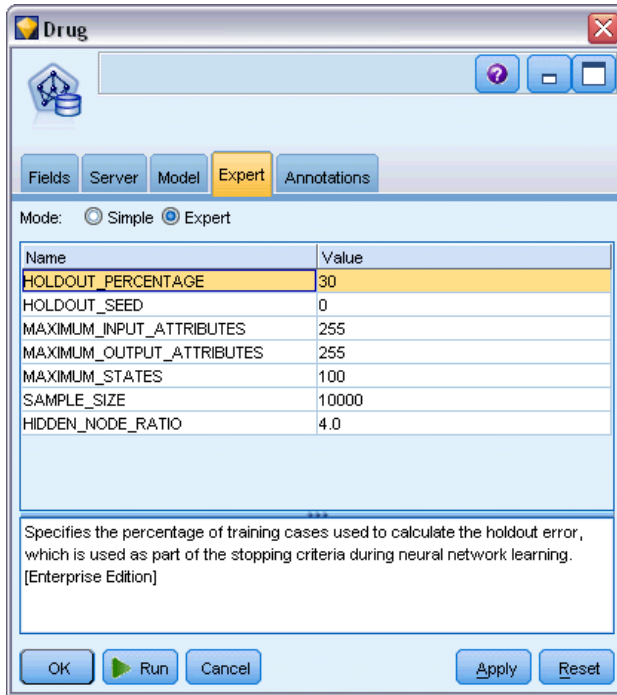 Drug
Fields Server Model Expert Annotations
Mode: Simple Expert
Name Value
HOLDOUT_PERCENTAGE 30
HOLDOUT_SEED 0
MAXIMUM_INPUT_ATTRIBUTES 255
MAXIMUM_OUTPUT_ATTRIBUTES 255
MAXIMUM_STATES 100
SAMPLE_SIZE 10000
HIDDEN_NODE_RATIO 4.0
Specifies the percentage of training cases used to calculate the holdout error,
which is used as part of the stopping criteria during neural network learning.
[Enterprise Edition]
OK Run Cancel Apply Reset